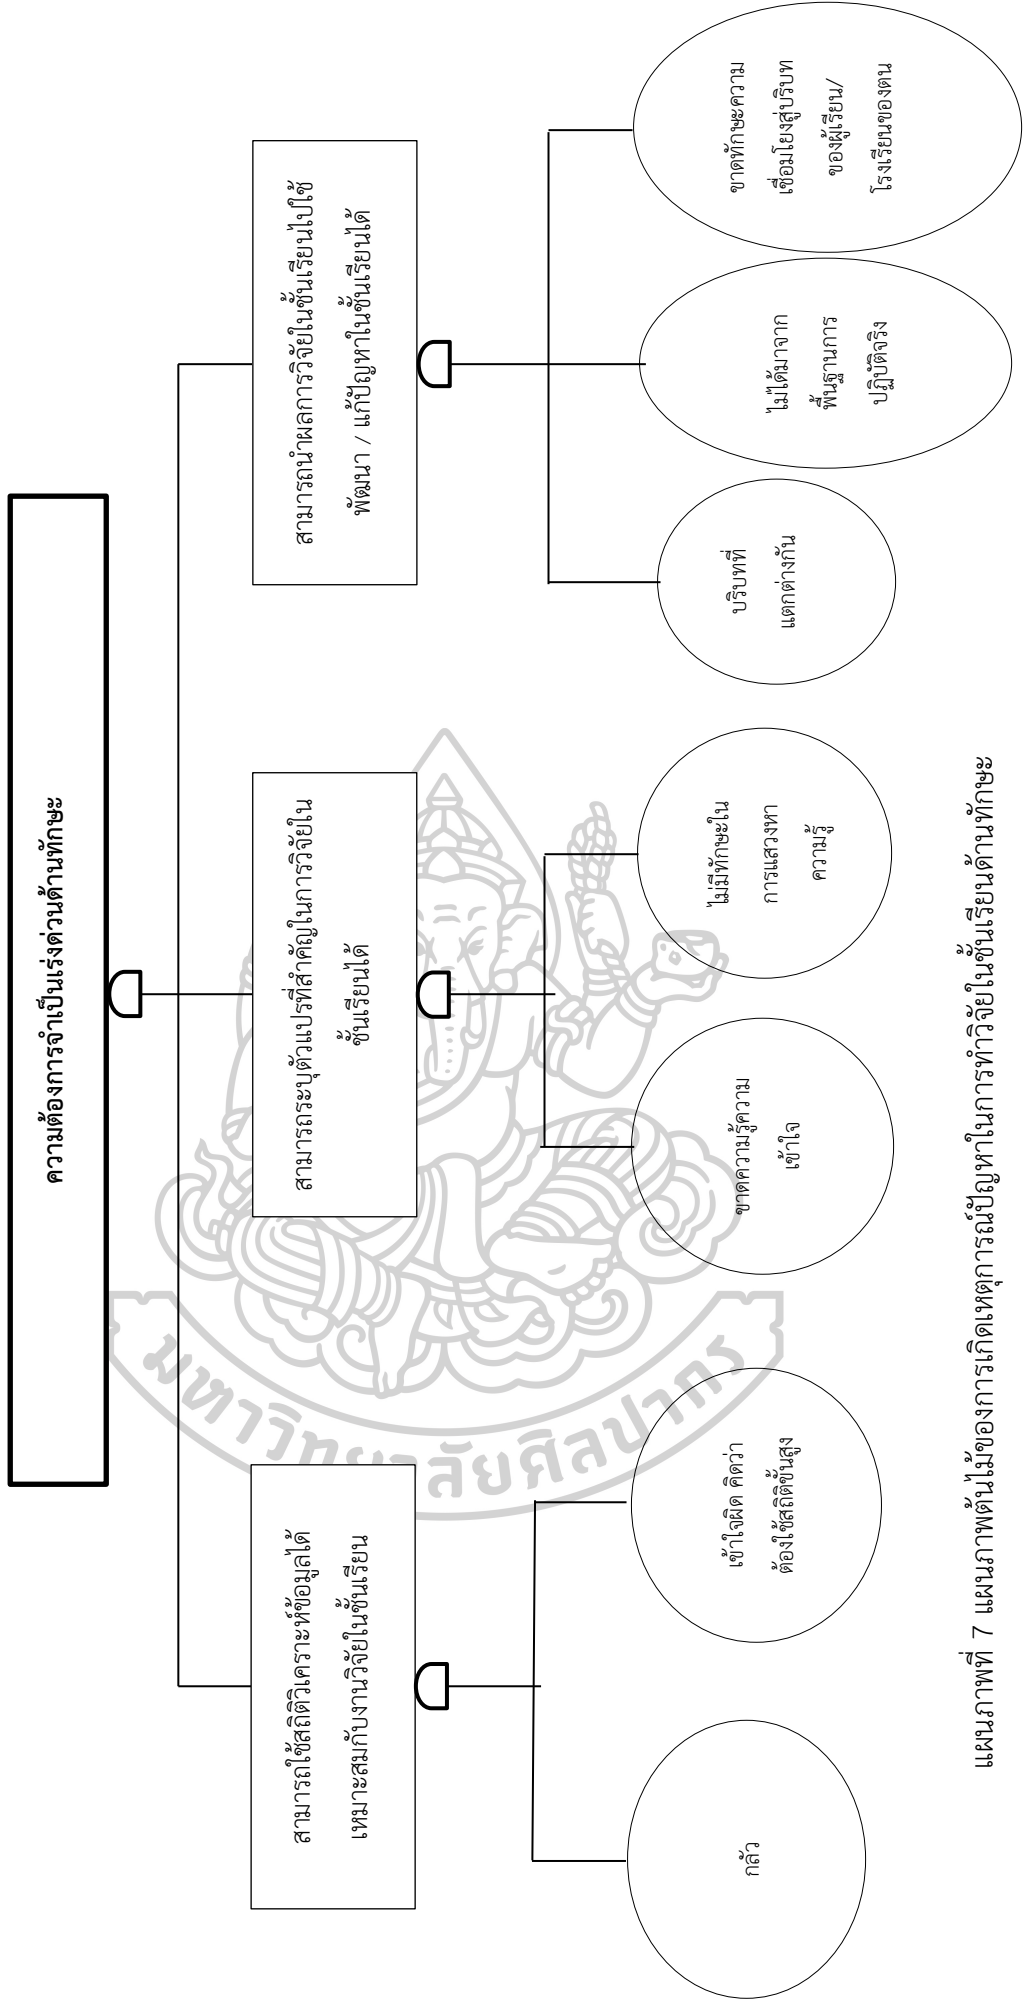 ความต้องการจำเป็นเร่งด่วนด้านทักษะ
สามารถใช้สถิติวิเคราะห์ข้อมูลได้
เหมาะสมกับงานวิจัยในชั้นเรียน
สามารถระบุตัวแปรที่สำคัญในการวิจัยใน
ชั้นเรียนได้
สามารถนำผลการวิจัยในชั้นเรียนไปใช้
พัฒนา / แก้ปัญหาในชั้นเรียนได้
กลัว
เข้าใจผิด คิดว่า
ต้องใช้สถิติขั้นสูง
ขาดความรู้ความ
เข้าใจ
ไม่มีทักษะใน
การแสวงหา
ความรู้
บริบทที่
แตกต่างกัน
ไม่ได้มาจาก
พื้นฐานการ
ปฏิบัติจริง
ขาดทักษะความ
เชื่อมโยงสู่บริบท
ของผู้เรียน/
โรงเรียนของตน
มหาวิทยาลัยศิลปากร
แผนภาพที่ 7 แผนภาพต้นไม้ของการเกิดเหตุการณ์ปัญหาในการทำวิจัยในชั้นเรียนด้านทักษะ